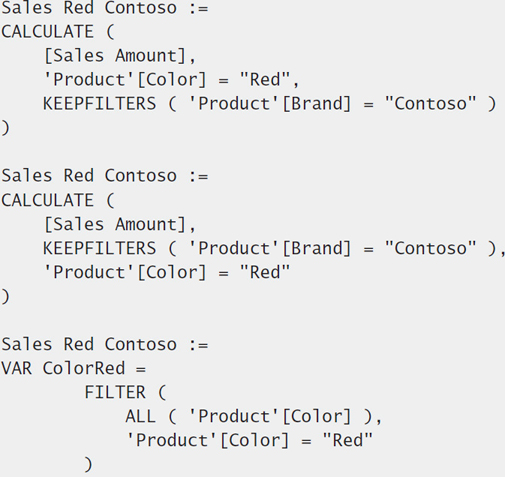 Sales Red Contoso :=
CALCULATE (
    [Sales Amount],
    'Product'[Color] = "Red",
    KEEPFILTERS ( 'Product'[Brand] = "Contoso" )
)

Sales Red Contoso :=
CALCULATE (
    [Sales Amount],
    KEEPFILTERS ( 'Product'[Brand] = "Contoso" ),
    'Product'[Color] = "Red"
)

Sales Red Contoso :=
VAR ColorRed =
        FILTER (
            ALL ( 'Product'[Color] ),
            'Product'[Color] = "Red"
        )